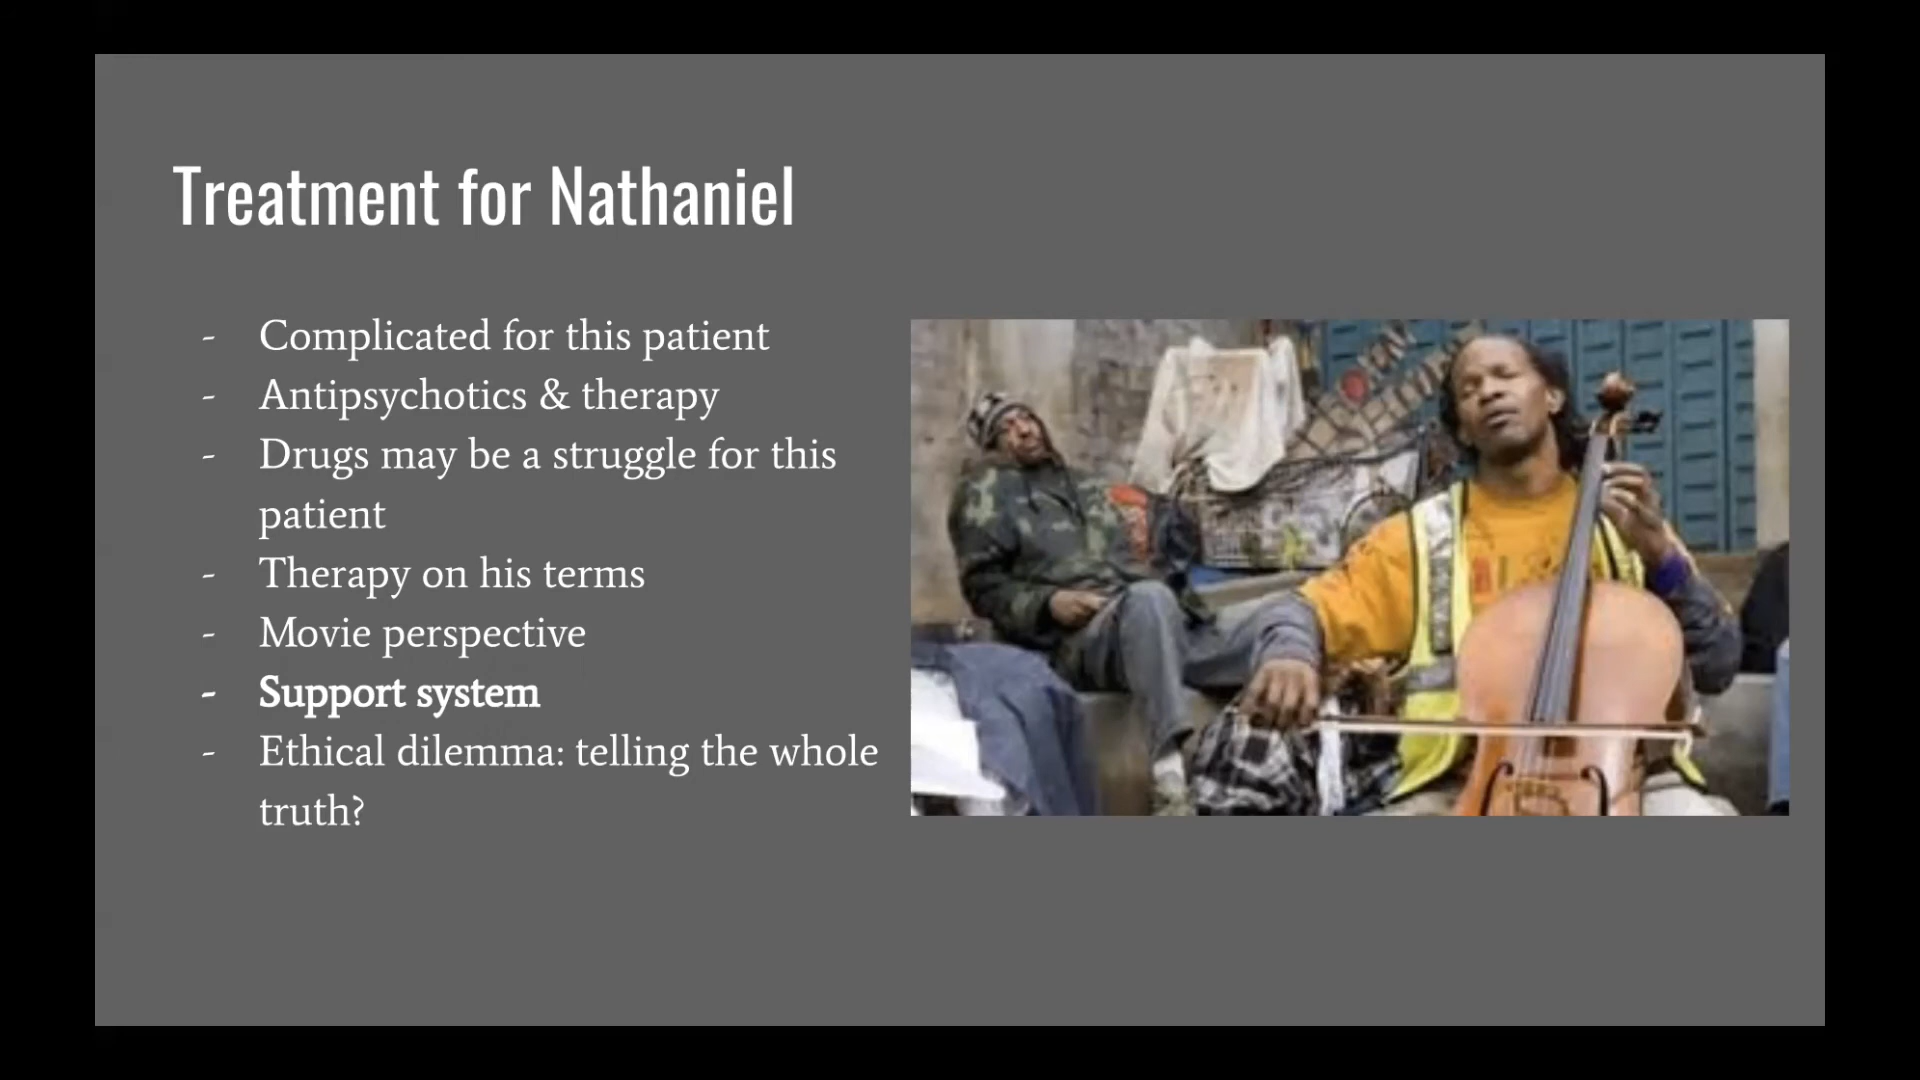 Treatment for Nathaniel
- Complicated for this patient
- Antipsychotics & therapy
- Drugs may be a struggle for this
patient
- Therapy on his terms
- Movie perspective
- Support system
- Ethical dilemma: telling the whole
truth?